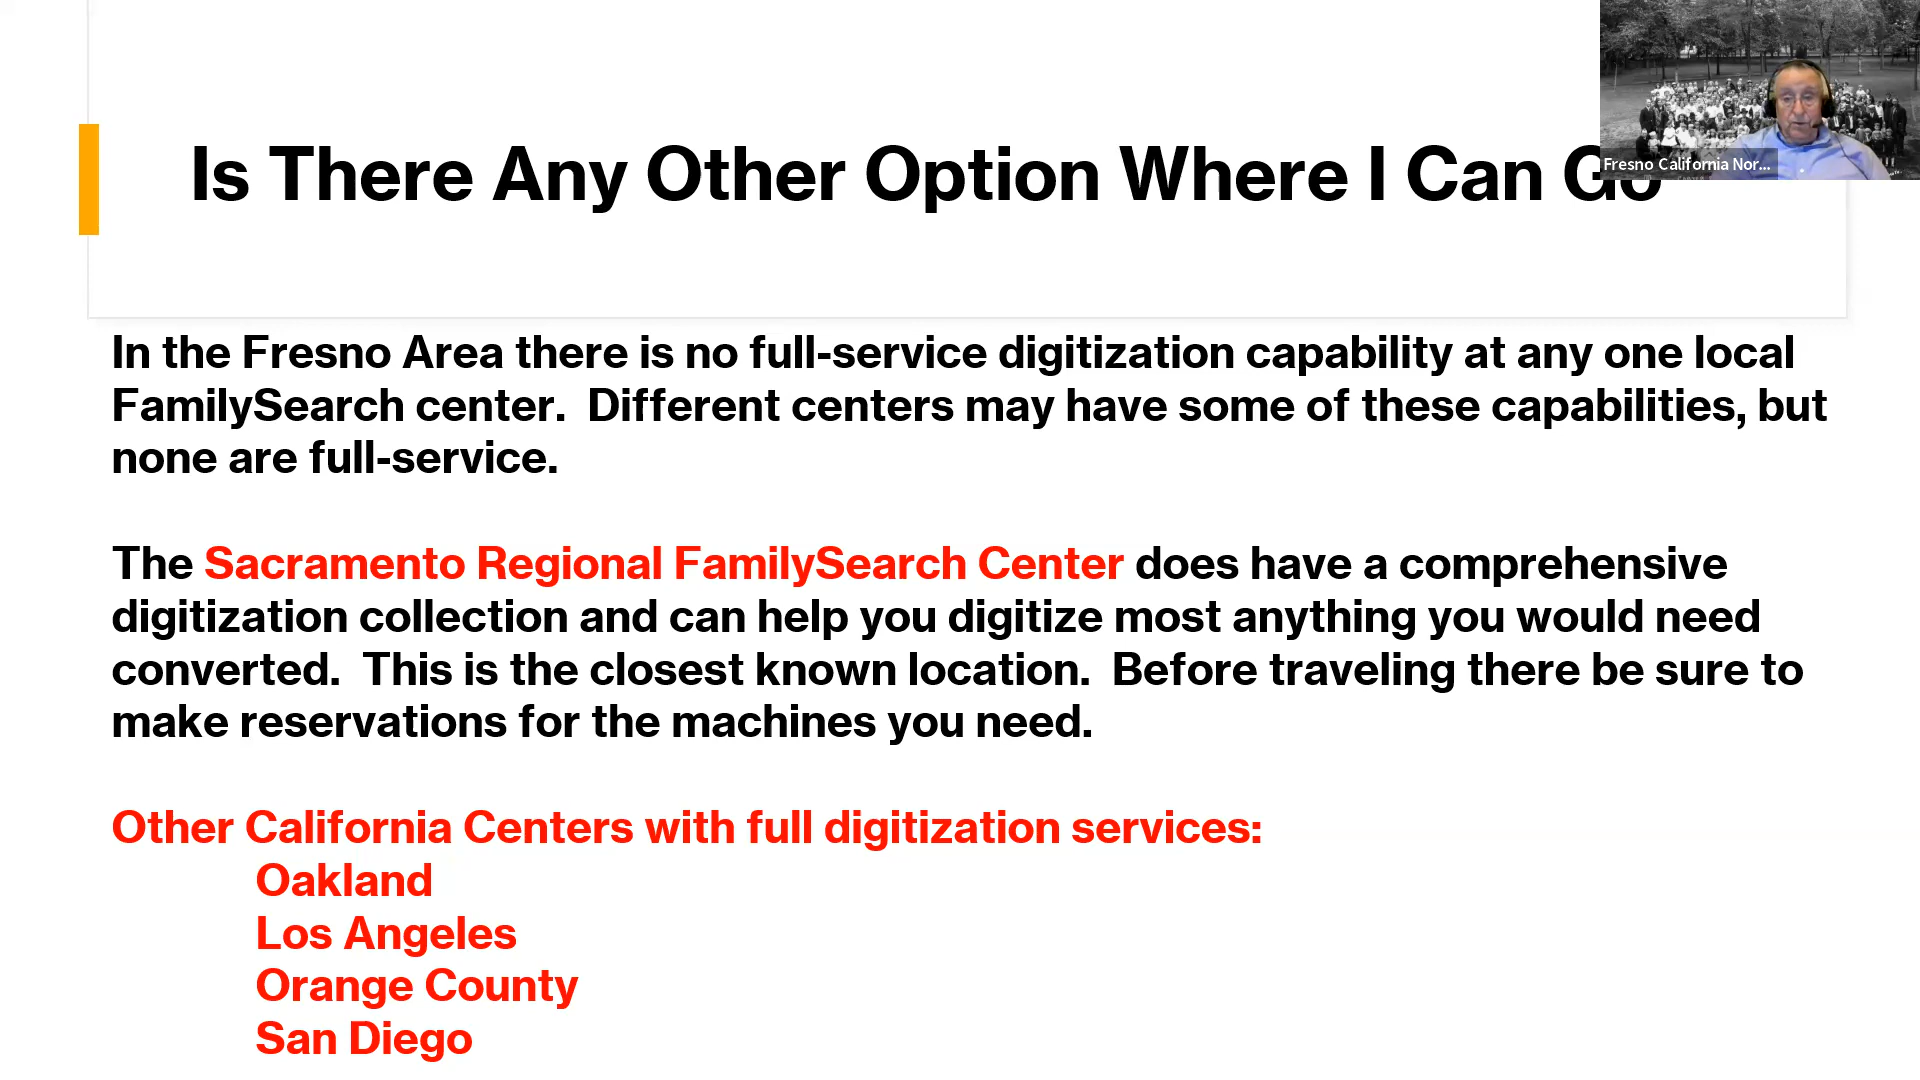 Is There Any Other Option Where I Can Go
Fresno California Nor...
In the Fresno Area there is no full-service digitization capability at any one local
FamilySearch center.  Different centers may have some of these capabilities, but
none are full-service.
The Sacramento Regional FamilySearch Center does have a comprehensive
digitization collection and can help you digitize most anything you would need
converted.  This is the closest known location.  Before traveling there be sure to
make reservations for the machines you need.
Other California Centers with full digitization services:
Oakland
Los Angeles
Orange County
San Diego